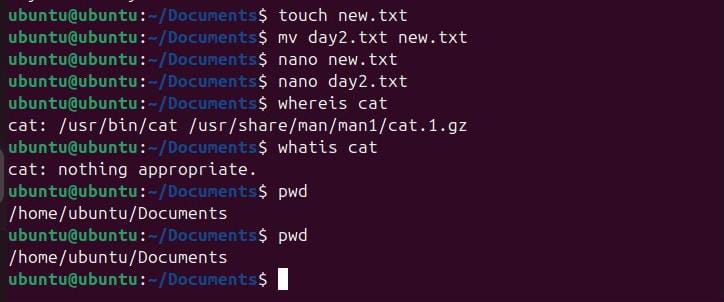 ubuntu@ubuntu:~/Documents$ touch new.txt
ubuntu@ubuntu:~/Documents$ mv day2.txt new.txt
ubuntu@ubuntu:~/Documents$ nano new.txt
ubuntu@ubuntu:~/Documents$ nano day2.txt
ubuntu@ubuntu:~/Documents$ whereis cat
cat: /usr/bin/cat /usr/share/man/man1/cat.1.gz
ubuntu@ubuntu:~/Documents$ whatis cat
cat: nothing appropriate.
ubuntu@ubuntu:~/Documents$ pwd
/home/ubuntu/Documents
ubuntu@ubuntu:~/Documents$ pwd
/home/ubuntu/Documents
ubuntu@ubuntu:~/Documents$